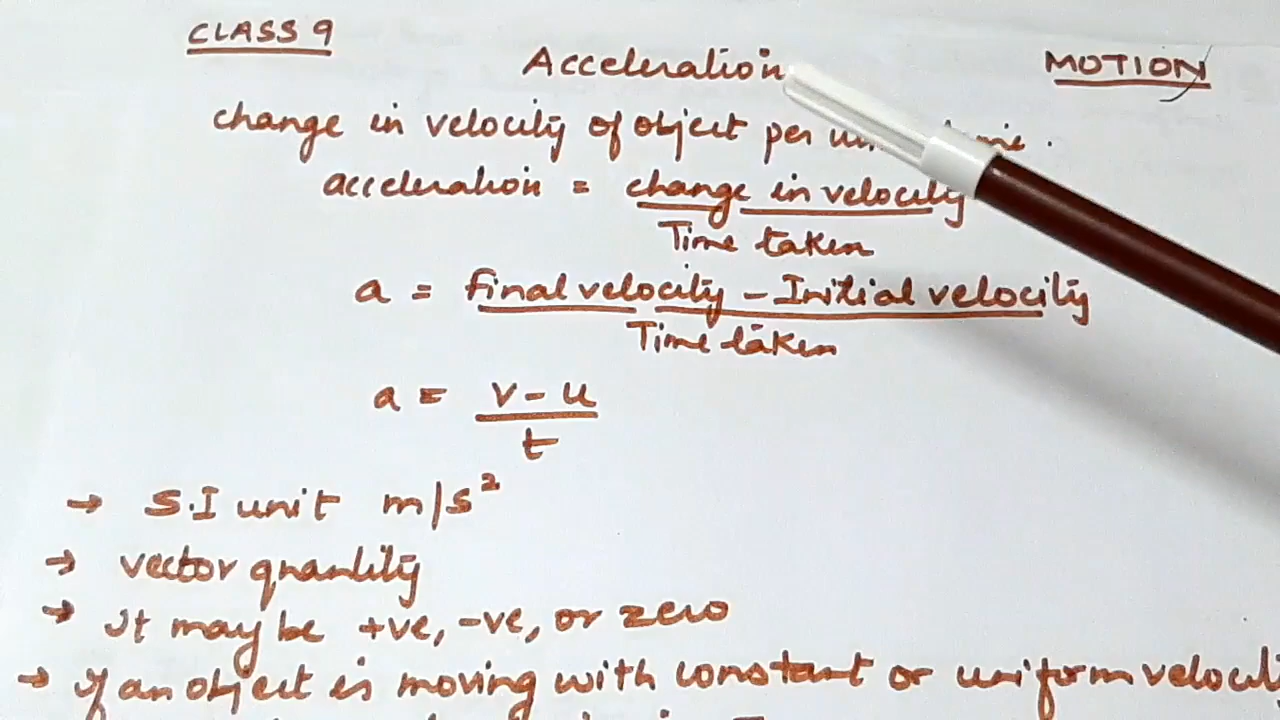 CLASS 9
Acceleration
MOTION
change in velocity of object per
acceleration = change in velocity
Time taken
a = final velocity - Initial velocity
Time taken
a = v - u
t
→ S.I unit m/s²
→ vector quantity
→ It may be +ve, -ve, or zero
→ If an object is moving with constant or uniform